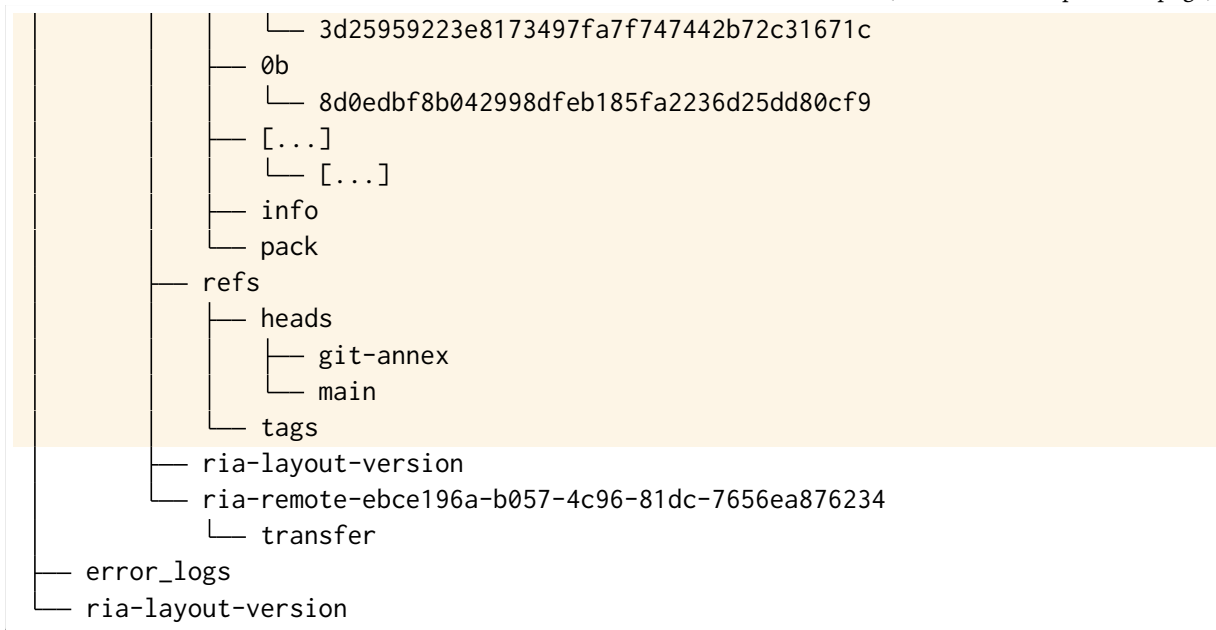 │       │   │   └── 3d25959223e8173497fa7f747442b72c31671c
│       │   ├── 0b
│       │   │   └── 8d0edbf8b042998dfeb185fa2236d25dd80cf9
│       │   ├── [...]
│       │   │   └── [...]
│       │   ├── info
│       │   └── pack
│       ├── refs
│       │   ├── heads
│       │   │   ├── git-annex
│       │   │   └── main
│       │   └── tags
│       ├── ria-layout-version
│       └── ria-remote-ebce196a-b057-4c96-81dc-7656ea876234
│           └── transfer
├── error_logs
└── ria-layout-version